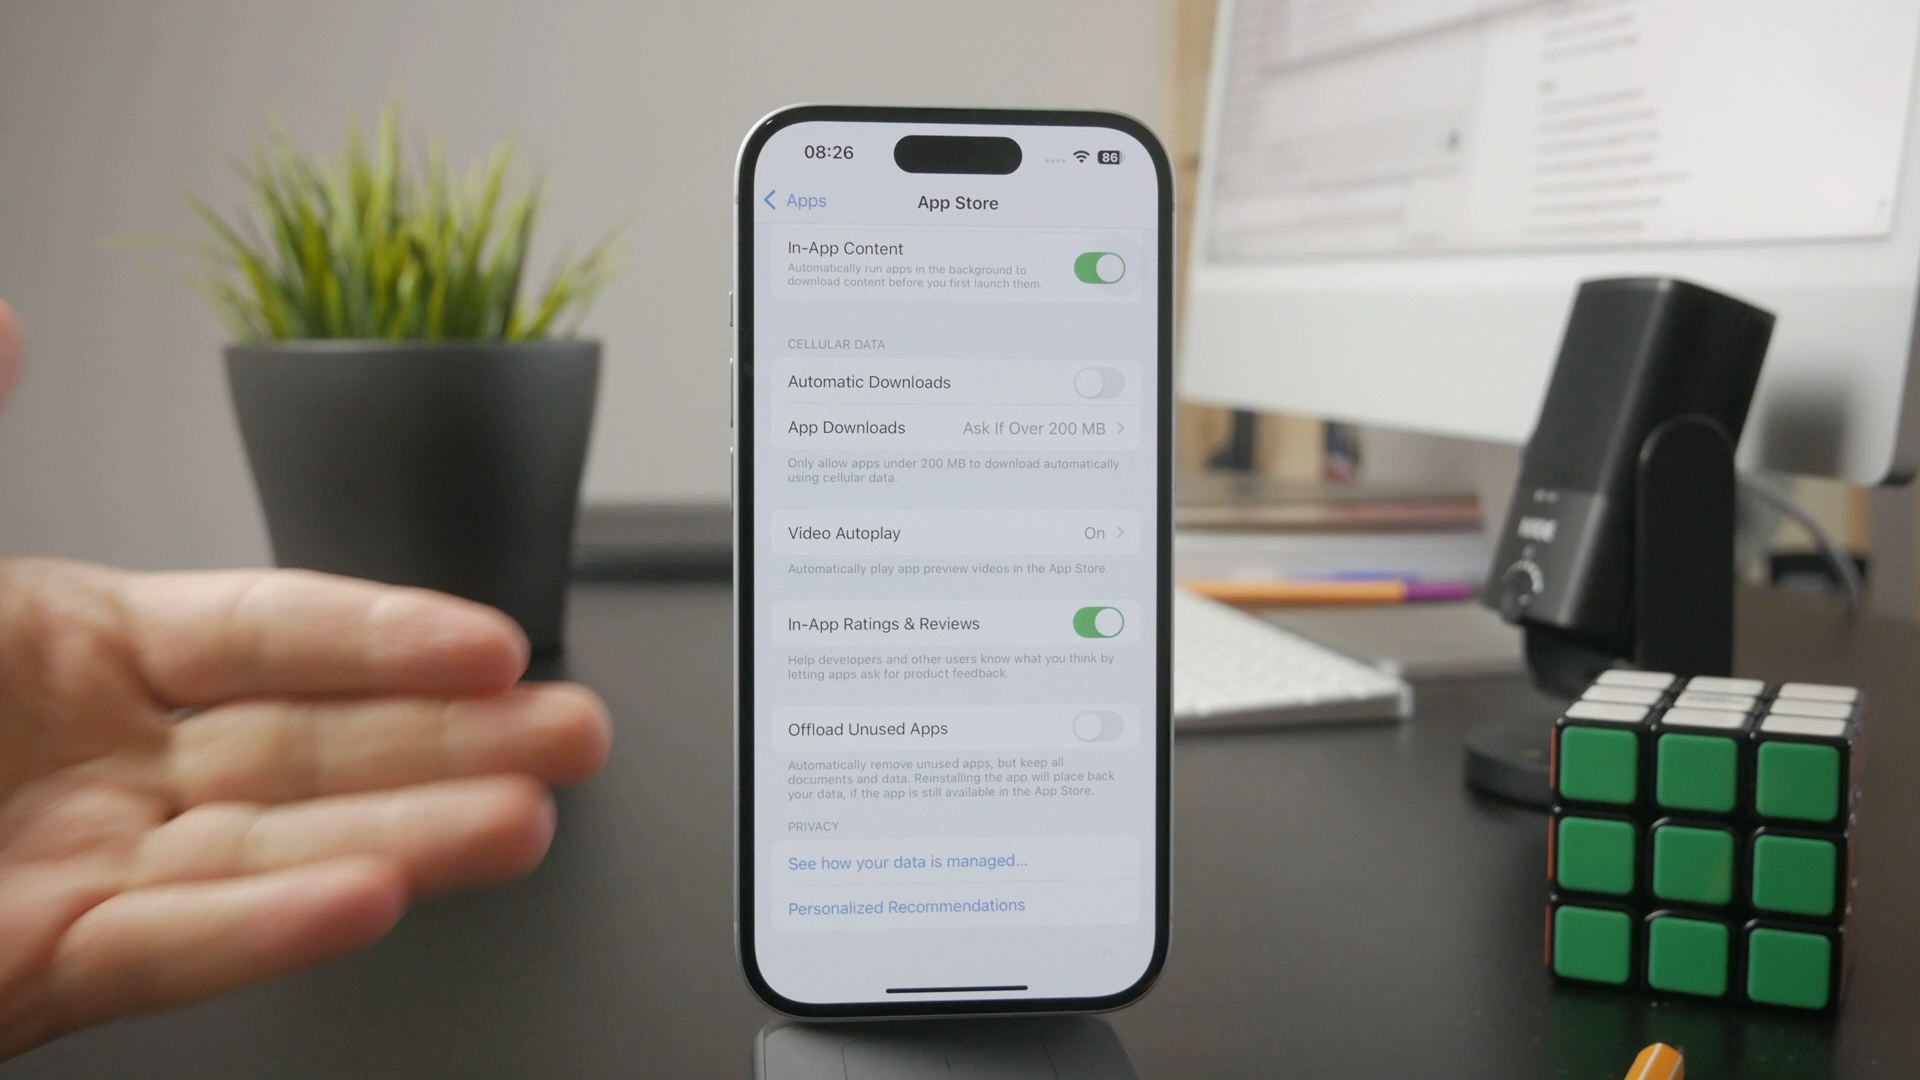 08:26
86
Apps
App Store
In-App Content
Automatically run apps in the background to
download content before you first launch them.
CELLULAR DATA
Automatic Downloads
App Downloads Ask If Over 200 MB
Only allow apps under 200 MB to download automatically
using cellular data.
Video Autoplay On
Automatically play app preview videos in the App Store.
In-App Ratings & Reviews
Help developers and other users know what you think by
letting apps ask for product feedback.
Offload Unused Apps
Automatically remove unused apps, but keep all
documents and data. Reinstalling the app will place back
your data, if the app is still available in the App Store.
PRIVACY
See how your data is managed...
Personalized Recommendations